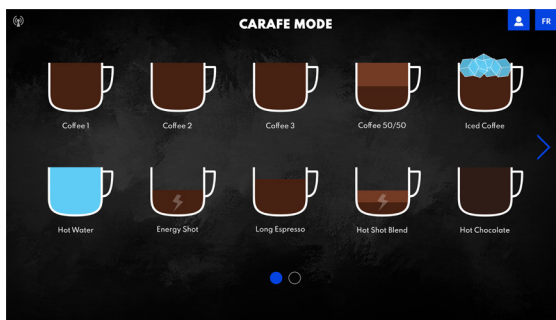 CARAFE MODE
FR
Coffee 1
Coffee 2
Coffee 3
Coffee 50/50
Iced Coffee
Hot Water
Energy Shot
Long Espresso
Hot Shot Blend
Hot Chocolate